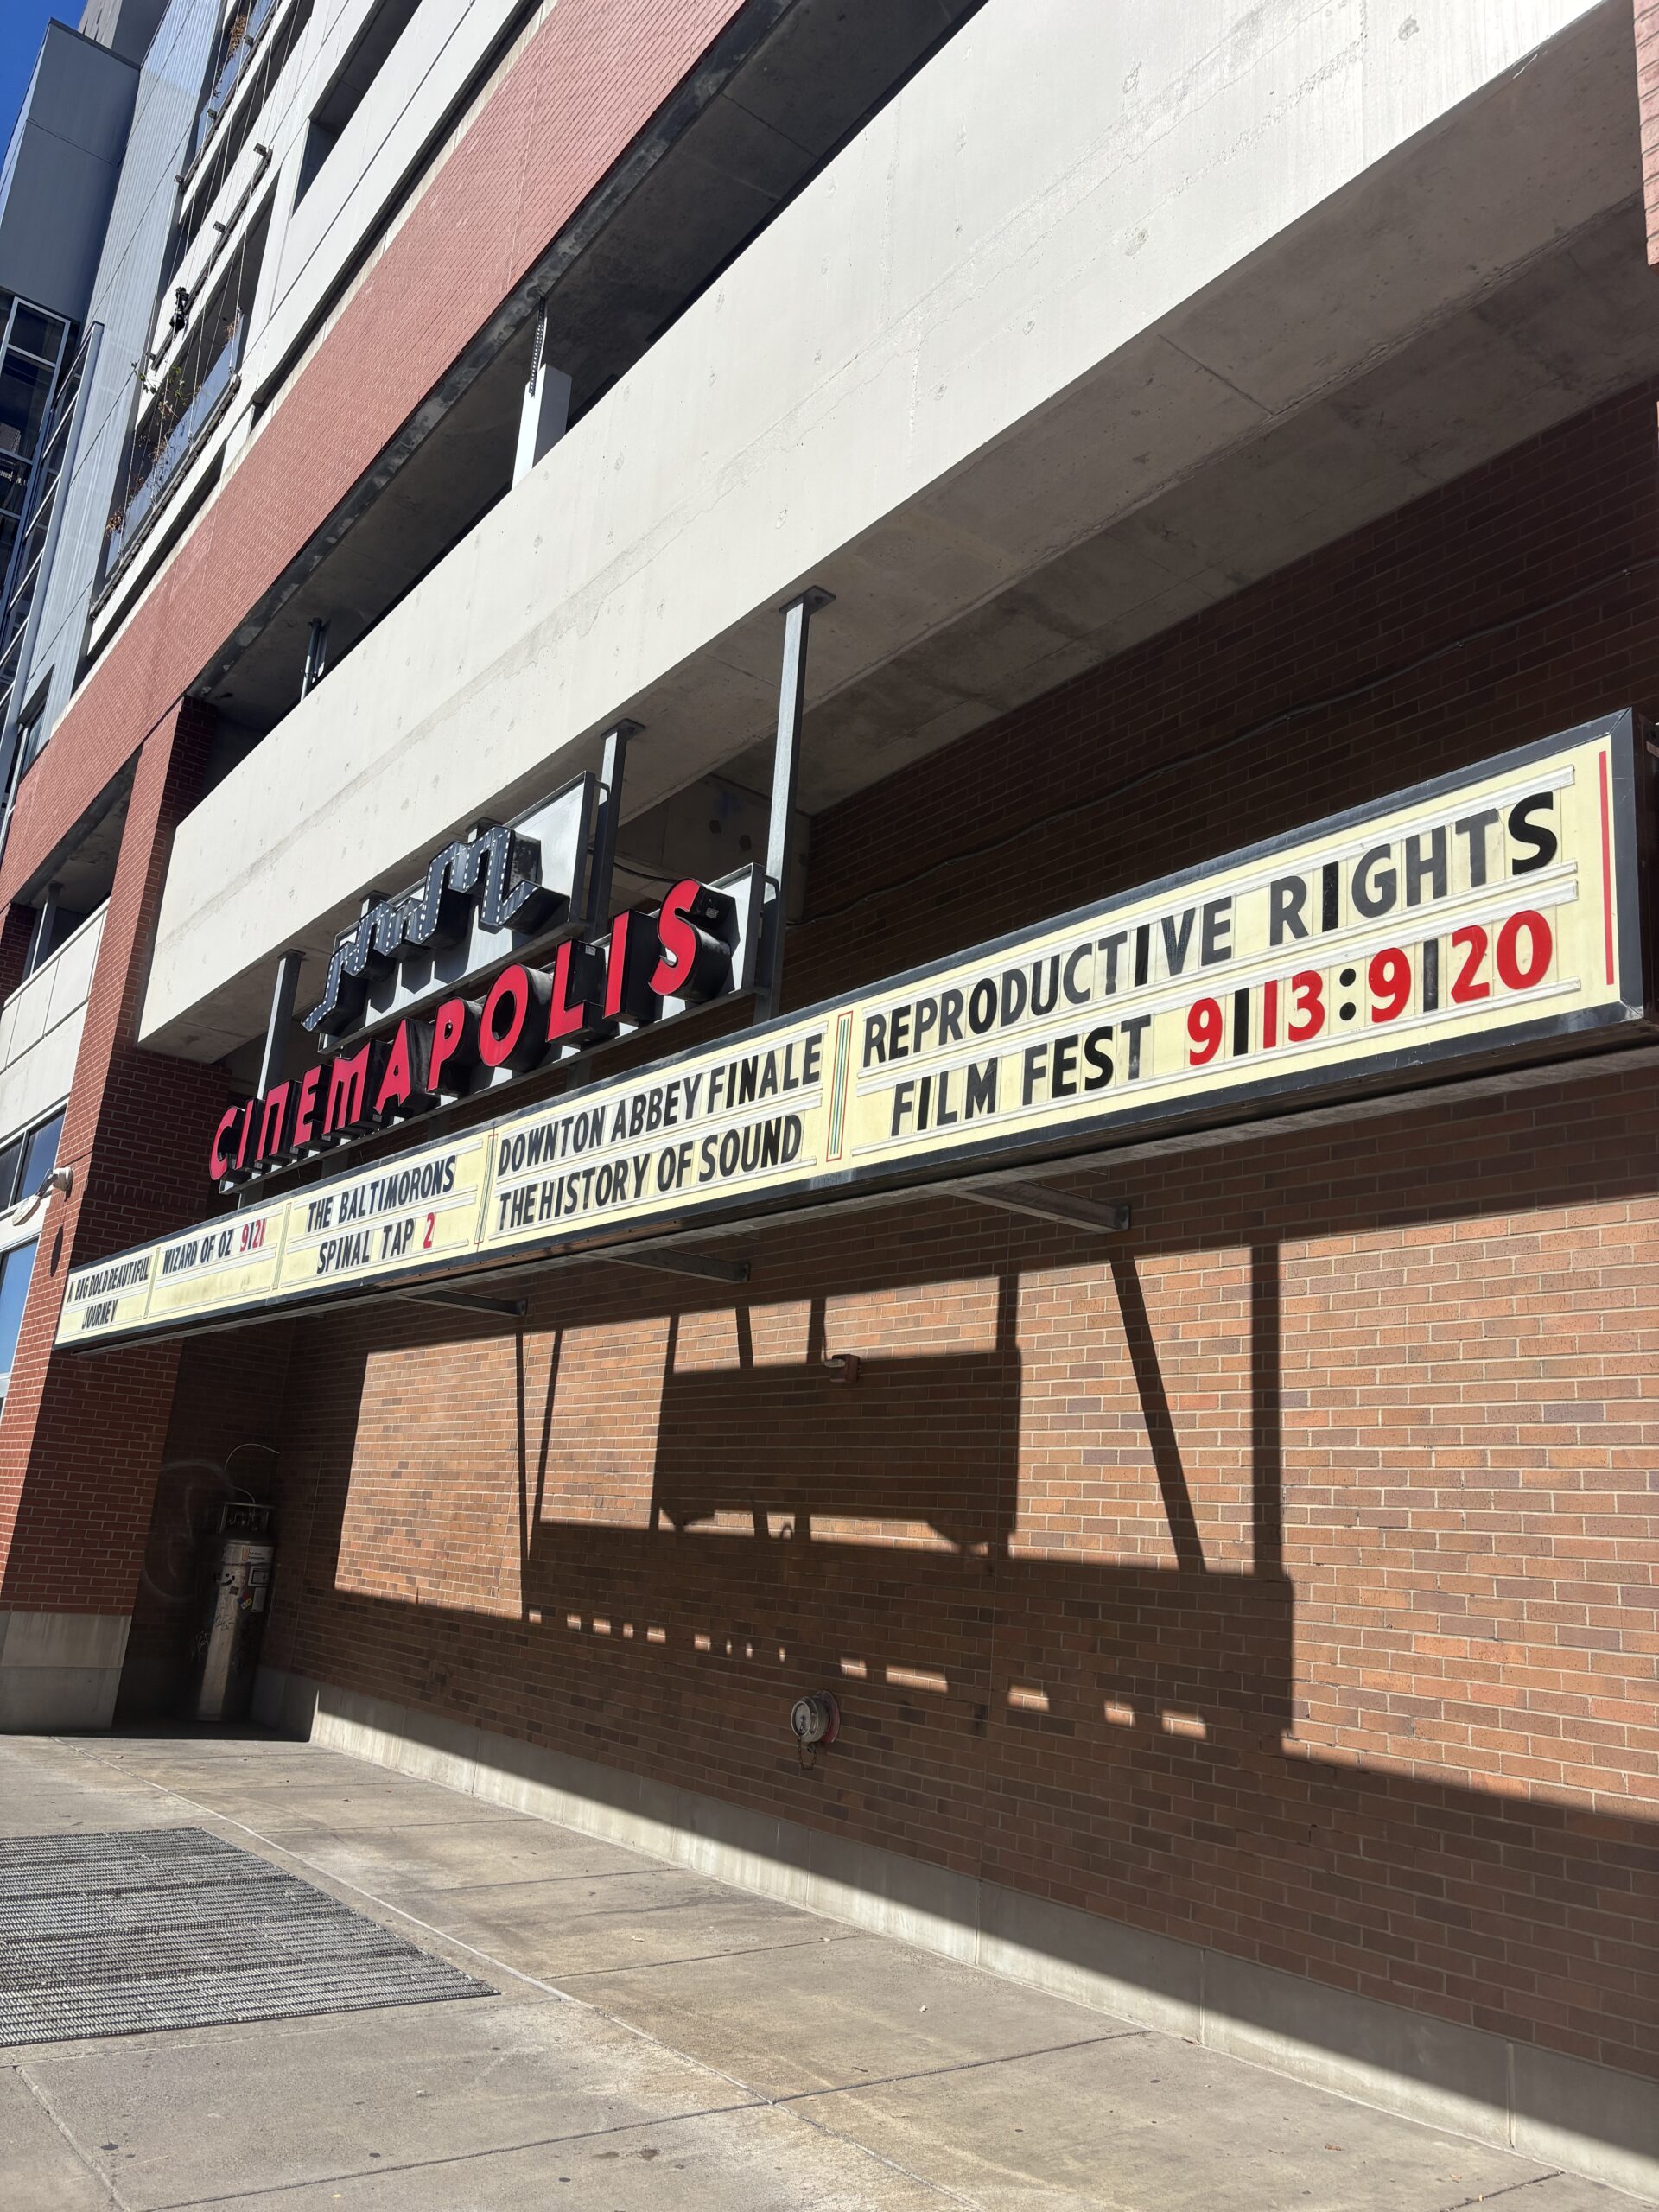 CINEMAPOLIS
A BIG BOLD BEAUTIFUL
JOURNEY
WIZARD OF OZ 9|21
THE BALTIMORONS
SPINAL TAP 2
DOWNTON ABBEY FINALE
THE HISTORY OF SOUND
REPRODUCTIVE RIGHTS
FILM FEST 9|13:9|20